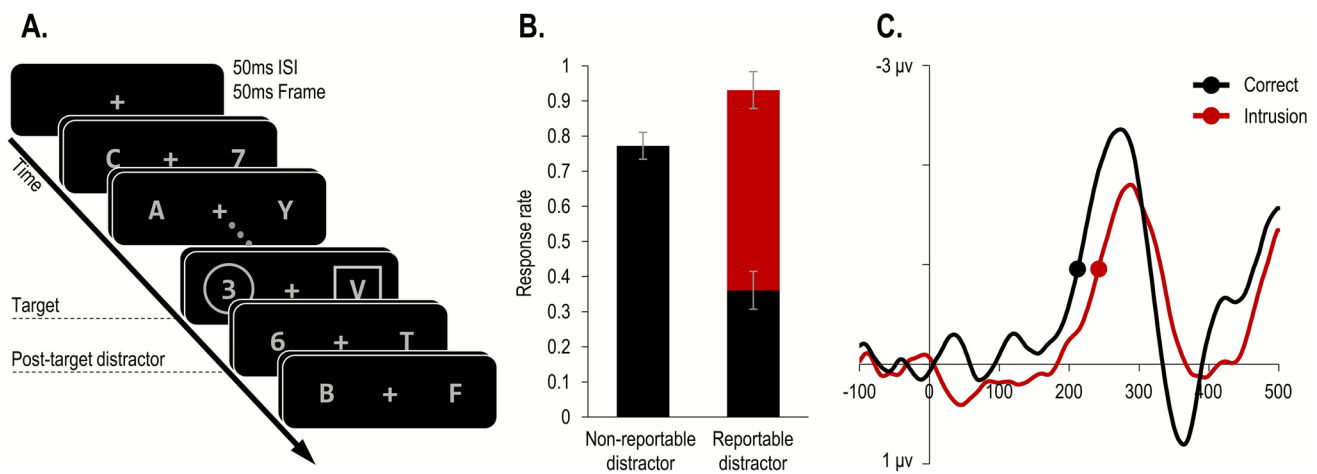 A.
50ms ISI
50ms Frame
+
C + 7
A + Y
3 + V
6 + T
B + F
Time
Target
Post-target distractor
B.
Response rate
1
0.9
0.8
0.7
0.6
0.5
0.4
0.3
0.2
0.1
0
Non-reportable
distractor
Reportable
distractor
C.
-3 µv
Correct
Intrusion
-100 0 100 200 300 400 500
1 µv